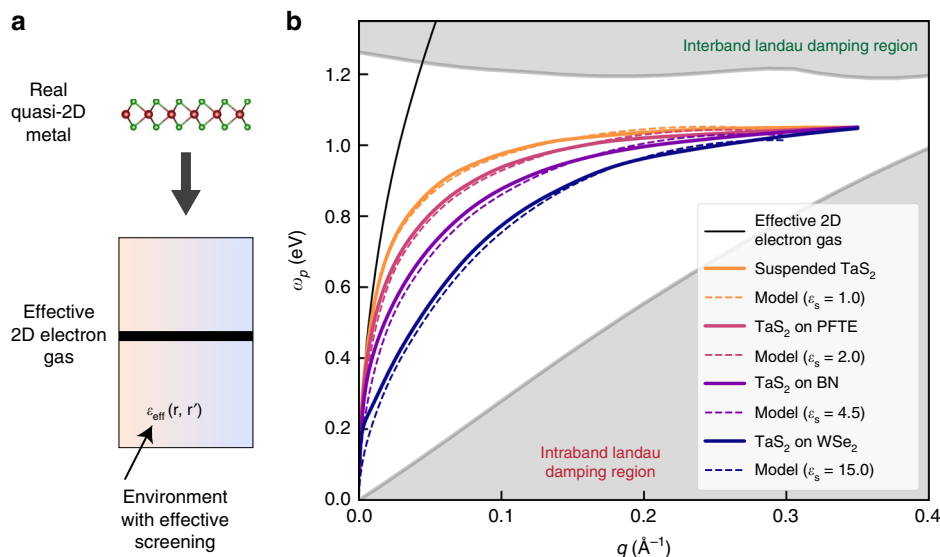 a
Real
quasi-2D
metal
Effective
2D electron
gas
εeff (r, r′)
Environment
with effective
screening
b
ωp (eV)
1.2
1.0
0.8
0.6
0.4
0.2
0.0
Interband landau damping region
Intraband landau
damping region
Effective 2D
electron gas
Suspended TaS₂
Model (εs = 1.0)
TaS₂ on PFTE
Model (εs = 2.0)
TaS₂ on BN
Model (εs = 4.5)
TaS₂ on WSe₂
Model (εs = 15.0)
0.0 0.1 0.2 0.3 0.4
q (Å⁻¹)